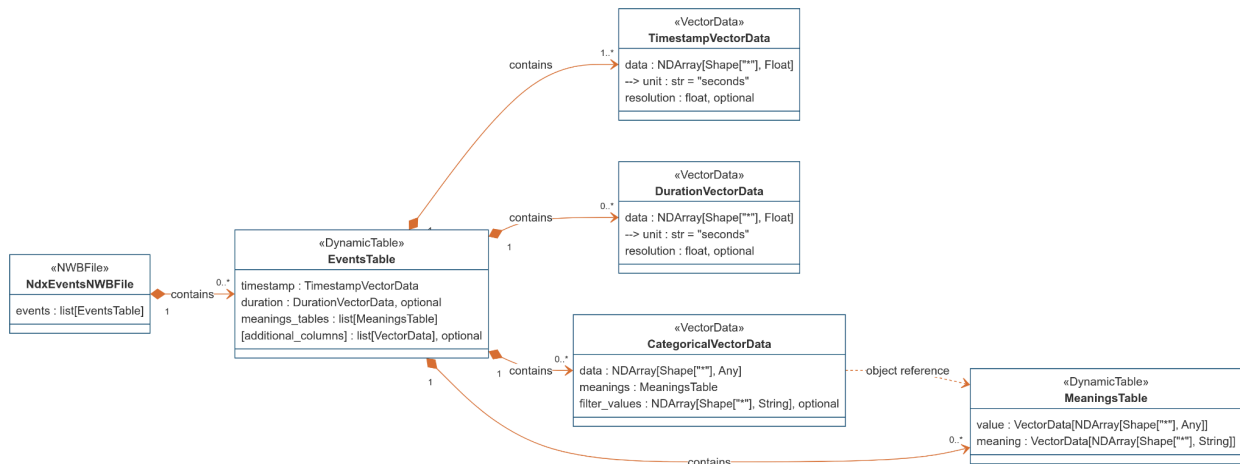 «VectorData»
TimestampVectorData
data : NDArray[Shape["*"], Float]
--> unit : str = "seconds"
resolution : float, optional
1..*
contains
«VectorData»
DurationVectorData
data : NDArray[Shape["*"], Float]
--> unit : str = "seconds"
resolution : float, optional
0..*
contains
1
1
«DynamicTable»
EventsTable
timestamp : TimestampVectorData
duration : DurationVectorData, optional
meanings_tables : list[MeaningsTable]
[additional_columns] : list[VectorData], optional
«NWBFile»
NdxEventsNWBFile
events : list[EventsTable]
0..*
contains
1
«VectorData»
CategoricalVectorData
data : NDArray[Shape["*"], Any]
meanings : MeaningsTable
filter_values : NDArray[Shape["*"], String], optional
0..*
contains
1
1
object reference
«DynamicTable»
MeaningsTable
value : VectorData[NDArray[Shape["*"], Any]]
meaning : VectorData[NDArray[Shape["*"], String]]
0..*
contains